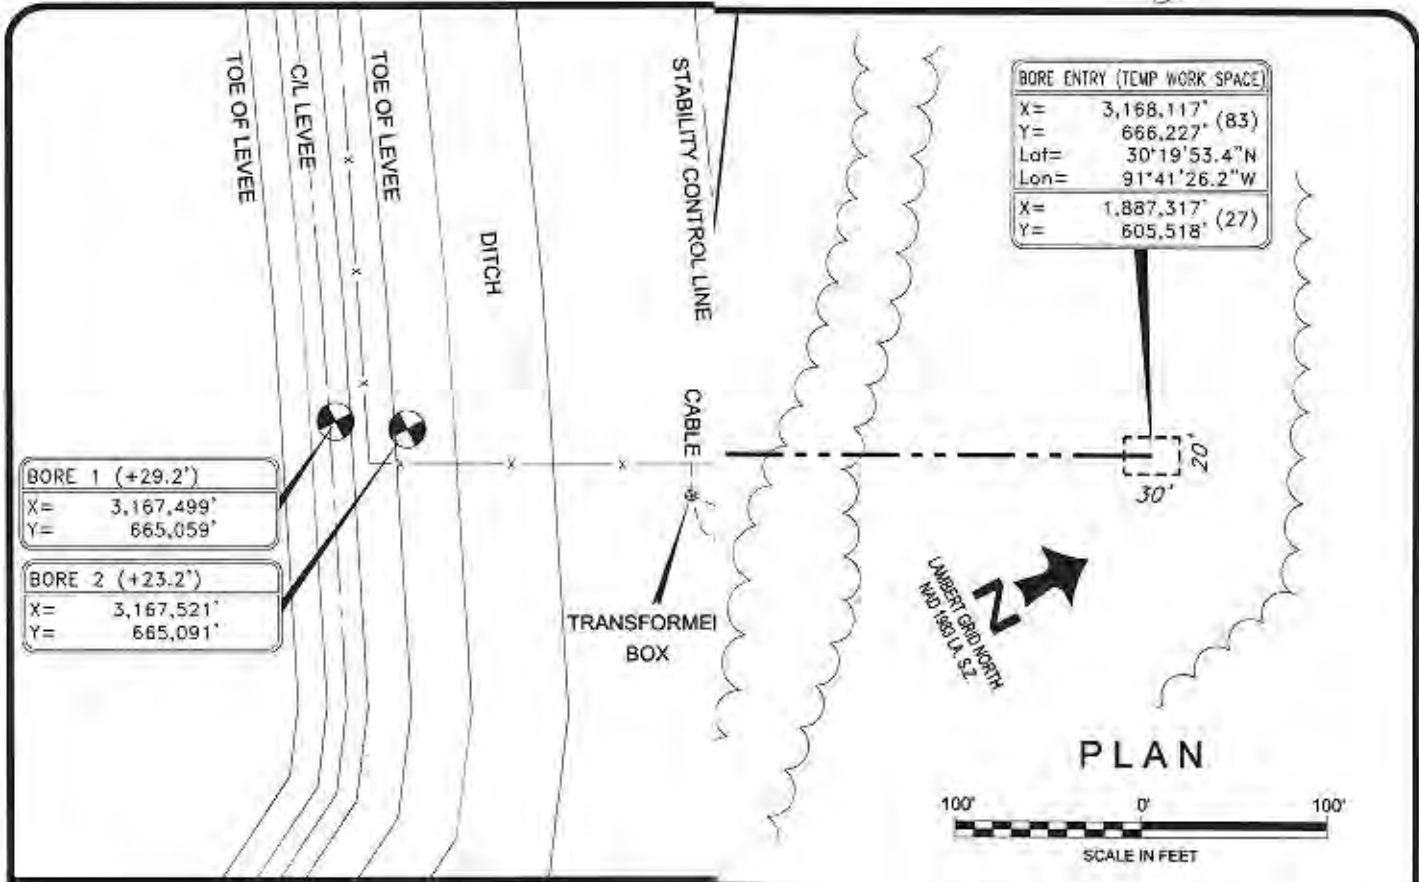 TOE OF LEVEE
C/L LEVEE
TOE OF LEVEE
DITCH
STABILITY CONTROL LINE
CABLE
BORE ENTRY (TEMP WORK SPACE)
X= 3,168,117' (83)
Y= 666,227'
Lat= 30°19'53.4"N
Lon= 91°41'26.2"W
X= 1,887,317' (27)
Y= 605,518'
x
x
x
x
x
x
BORE 1 (+29.2')
X= 3,167,499'
Y= 665,059'
BORE 2 (+23.2')
X= 3,167,521'
Y= 665,091'
TRANSFORMEI
BOX
20'
30'
N
LAMBERT GRID NORTH
NAD 1983 LA. S.Z.
PLAN
100' 0' 100'
SCALE IN FEET